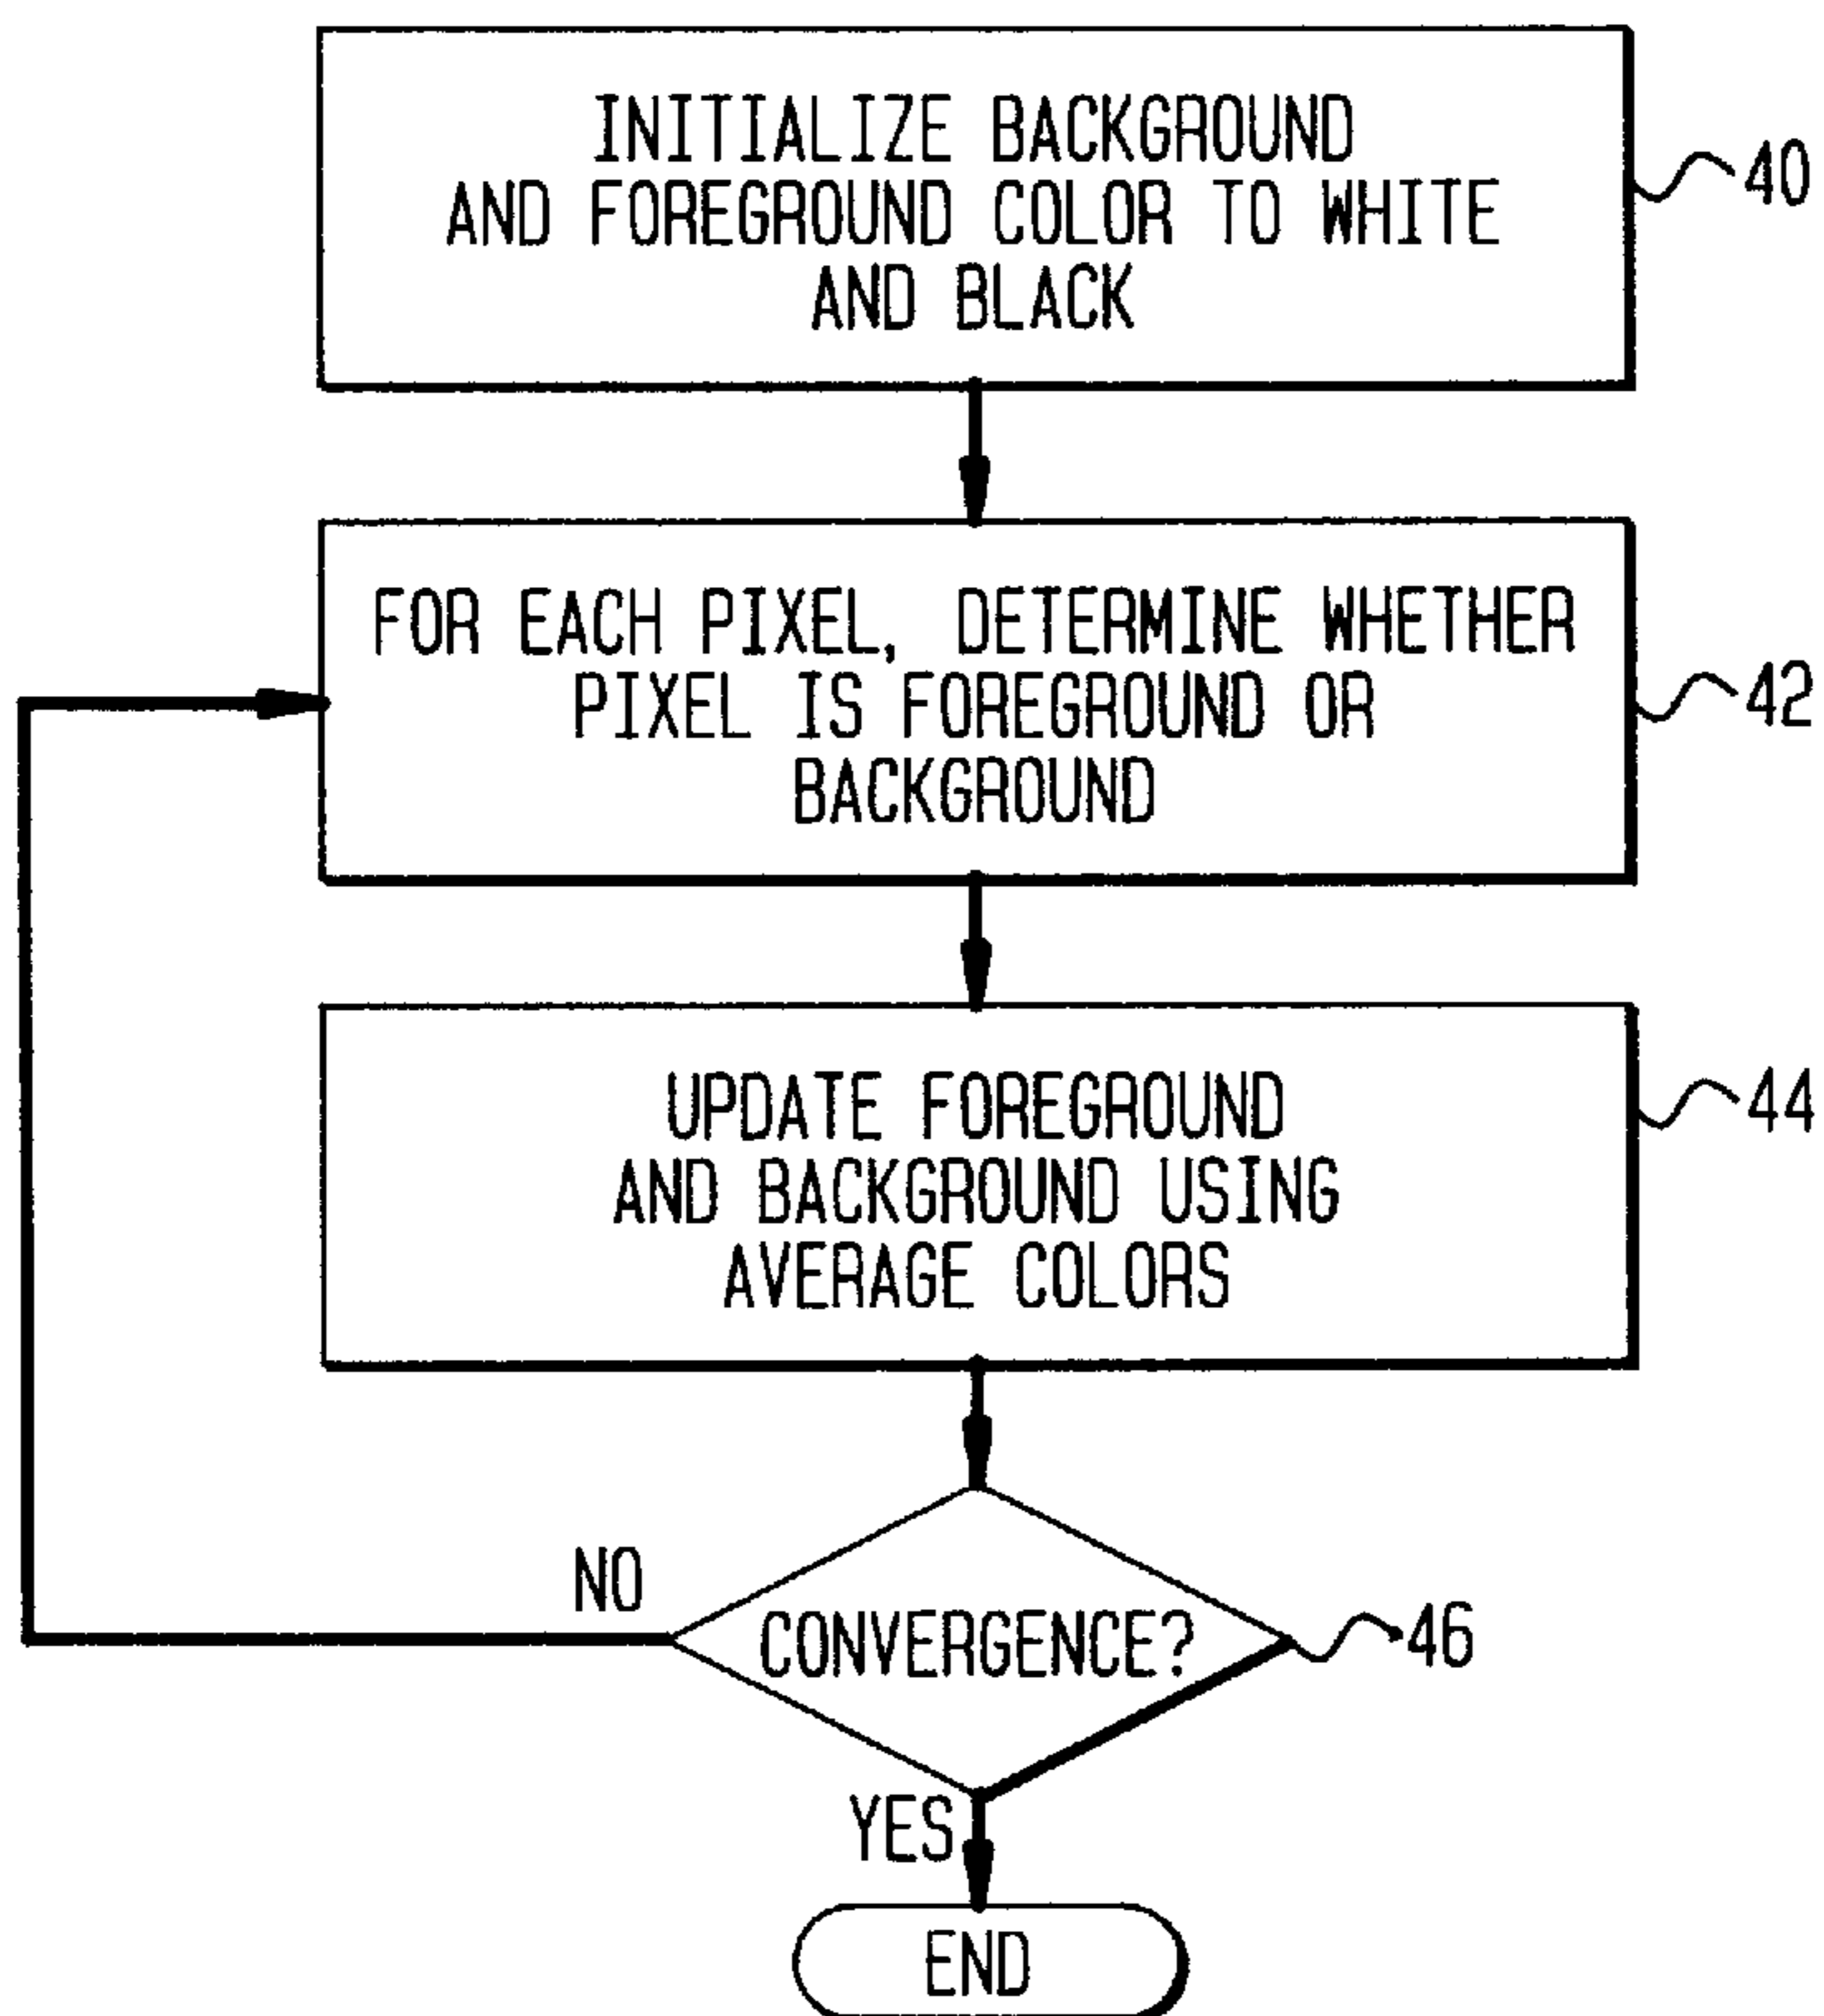 INITIALIZE BACKGROUND
AND FOREGROUND COLOR TO WHITE
AND BLACK
40
FOR EACH PIXEL, DETERMINE WHETHER
PIXEL IS FOREGROUND OR
BACKGROUND
42
UPDATE FOREGROUND
AND BACKGROUND USING
AVERAGE COLORS
44
NO
CONVERGENCE?
46
YES
END